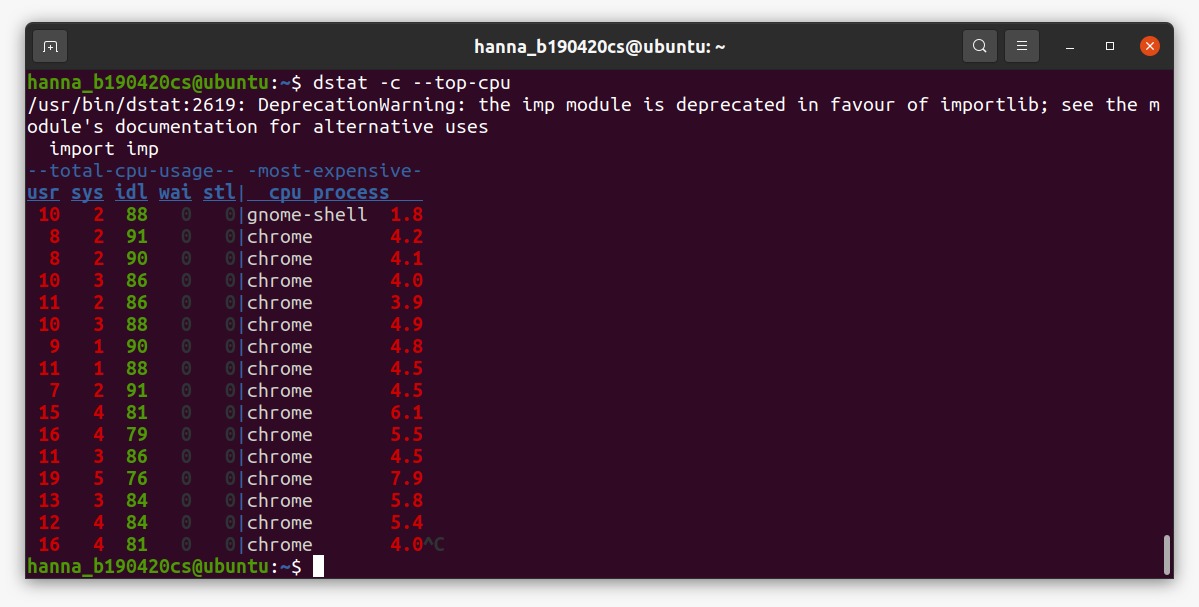 hanna_b190420cs@ubuntu: ~
hanna_b190420cs@ubuntu:~$ dstat -c --top-cpu
/usr/bin/dstat:2619: DeprecationWarning: the imp module is deprecated in favour of importlib; see the m
odule's documentation for alternative uses
  import imp
--total-cpu-usage-- -most-expensive-
usr sys idl wai stl|  cpu process   
 10   2  88   0   0|gnome-shell  1.8
  8   2  91   0   0|chrome       4.2
  8   2  90   0   0|chrome       4.1
 10   3  86   0   0|chrome       4.0
 11   2  86   0   0|chrome       3.9
 10   3  88   0   0|chrome       4.9
  9   1  90   0   0|chrome       4.8
 11   1  88   0   0|chrome       4.5
  7   2  91   0   0|chrome       4.5
 15   4  81   0   0|chrome       6.1
 16   4  79   0   0|chrome       5.5
 11   3  86   0   0|chrome       4.5
 19   5  76   0   0|chrome       7.9
 13   3  84   0   0|chrome       5.8
 12   4  84   0   0|chrome       5.4
 16   4  81   0   0|chrome       4.0^C
hanna_b190420cs@ubuntu:~$